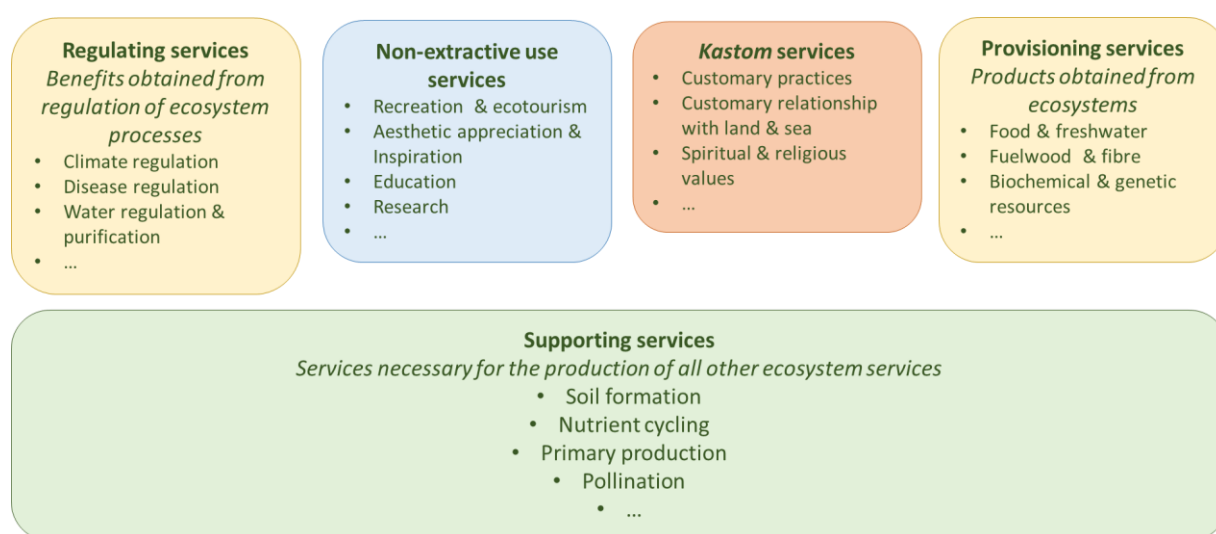 Regulating services
Benefits obtained from
regulation of ecosystem
processes
• Climate regulation
• Disease regulation
• Water regulation &
purification
• ...
Non-extractive use
services
• Recreation & ecotourism
• Aesthetic appreciation &
Inspiration
• Education
• Research
• ...
Kastom services
• Customary practices
• Customary relationship
with land & sea
• Spiritual & religious
values
• ...
Provisioning services
Products obtained from
ecosystems
• Food & freshwater
• Fuelwood & fibre
• Biochemical & genetic
resources
• ...
Supporting services
Services necessary for the production of all other ecosystem services
• Soil formation
• Nutrient cycling
• Primary production
• Pollination
• ...